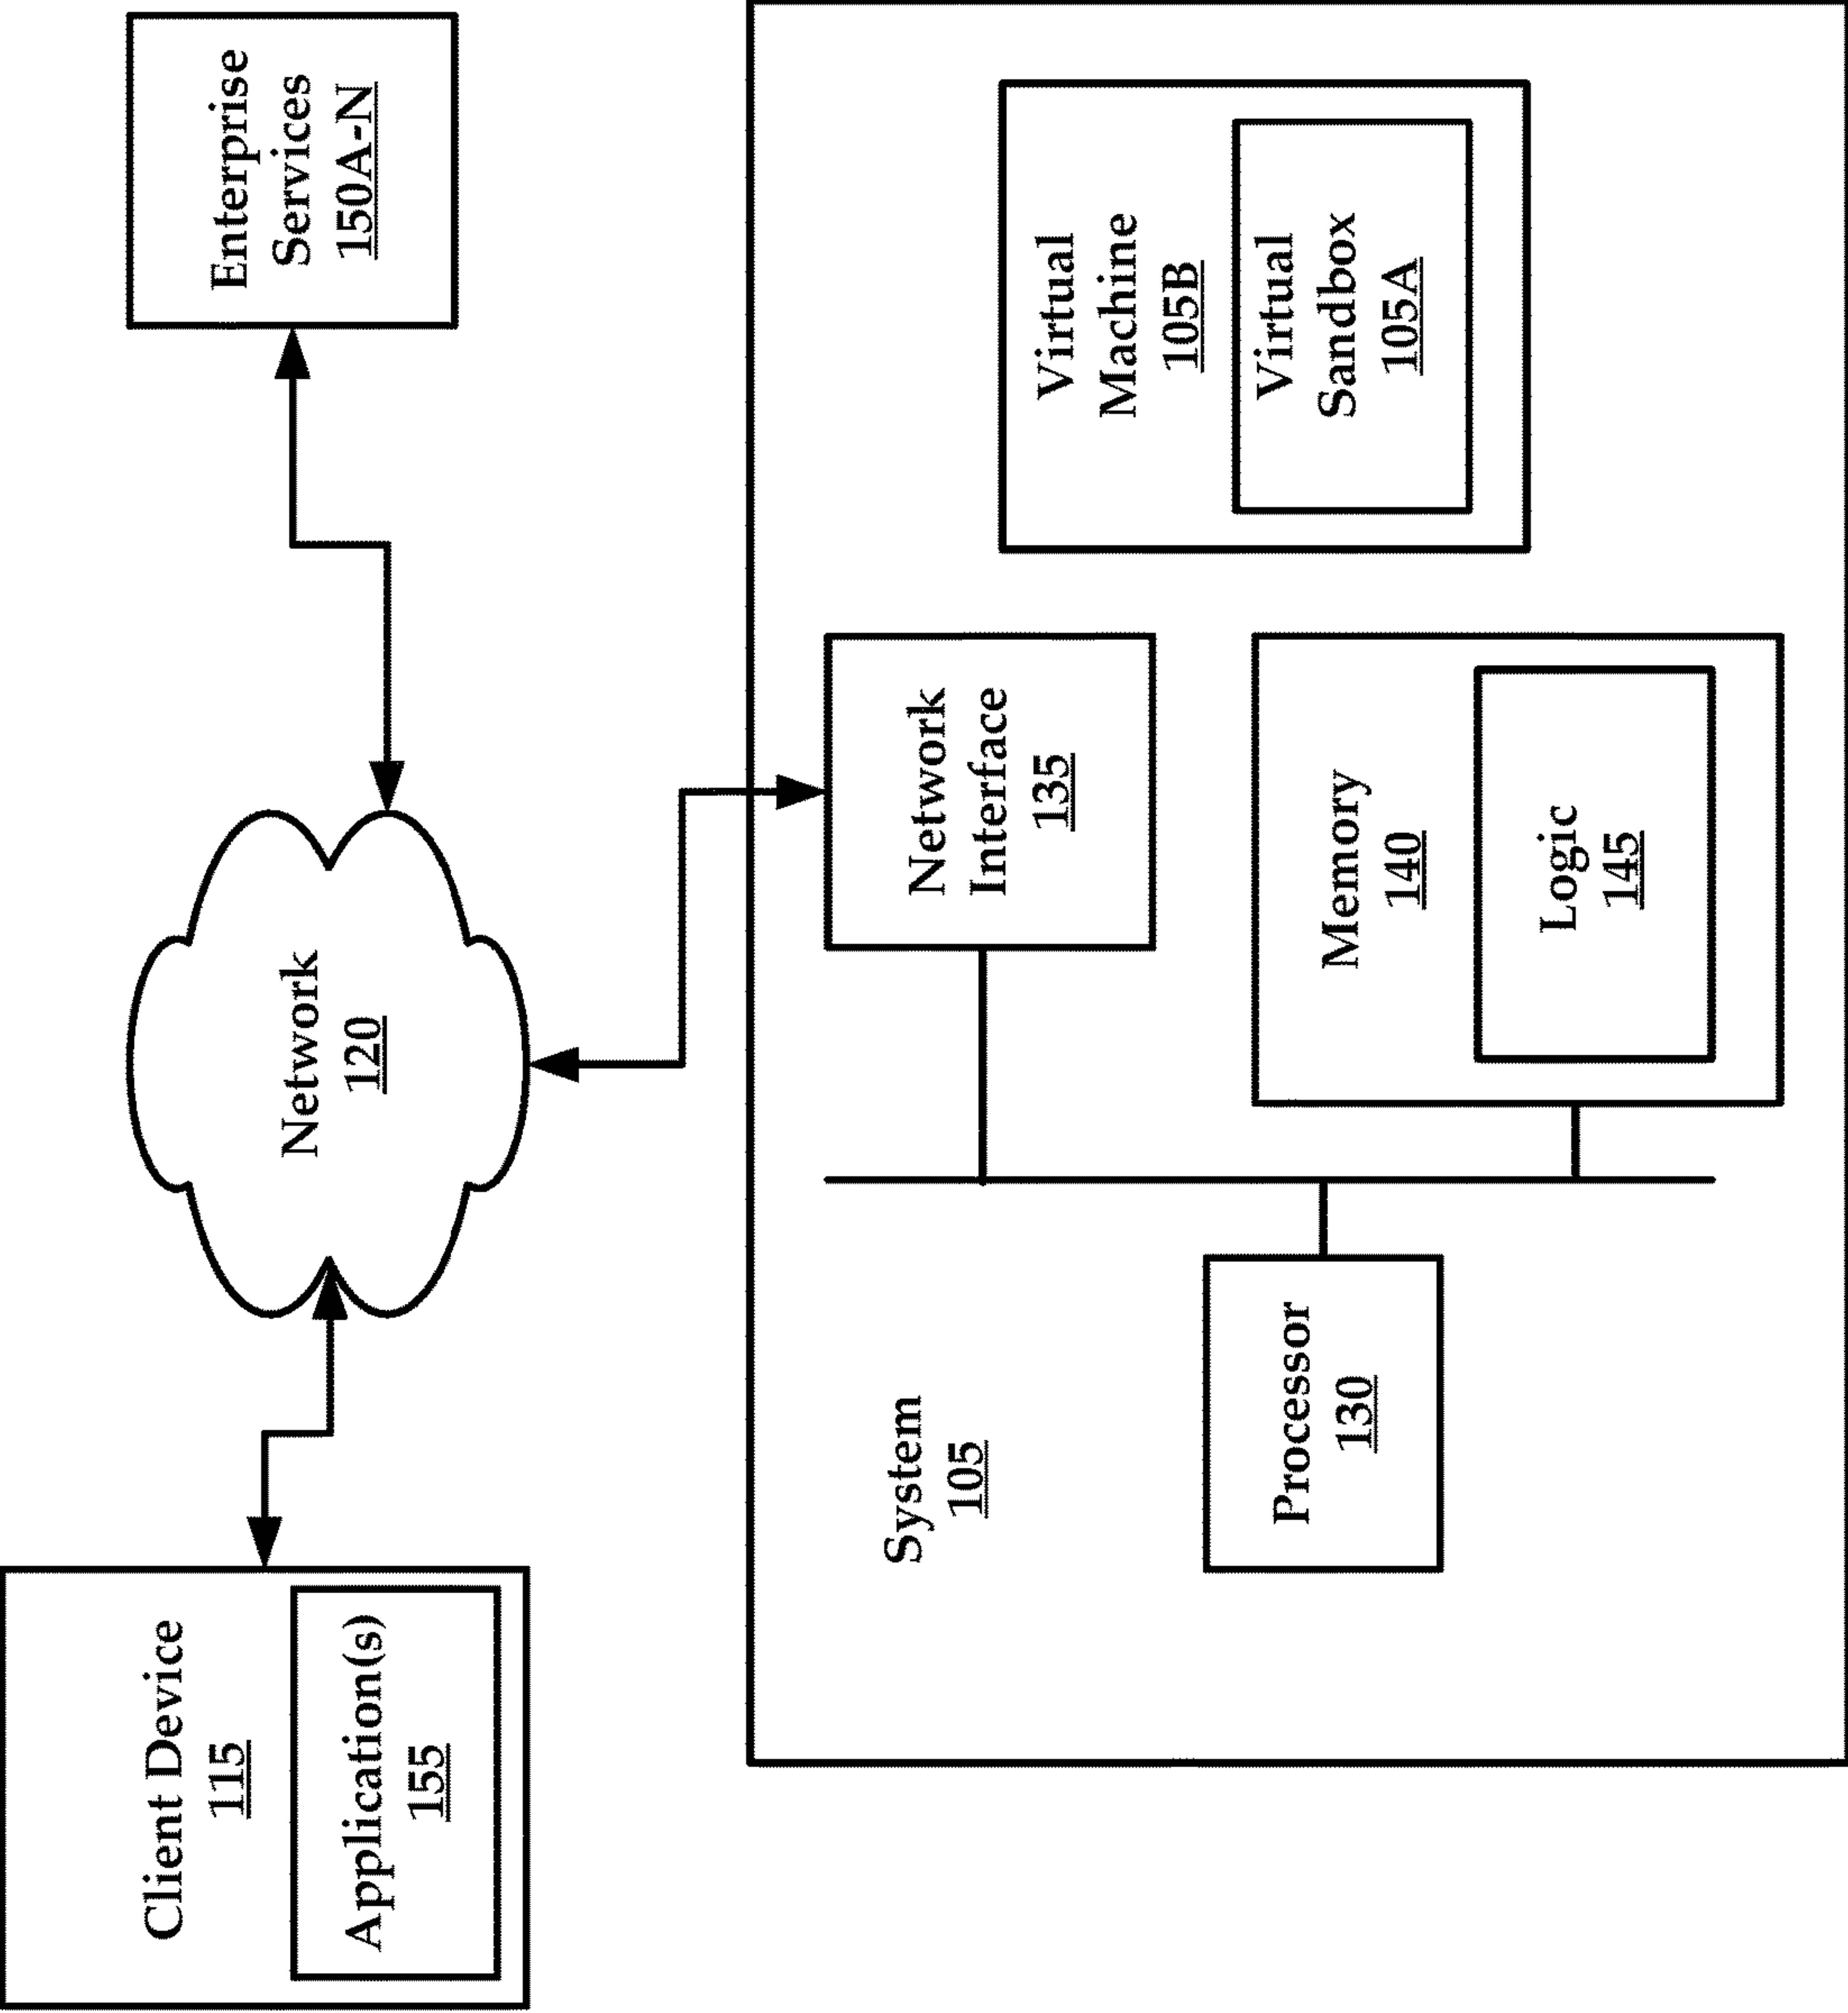 Client Device
115
Application(s)
155
Network
120
Enterprise
Services
150A-N
System
105
Processor
130
Network
Interface
135
Memory
140
Logic
145
Virtual
Machine
105B
Virtual
Sandbox
105A